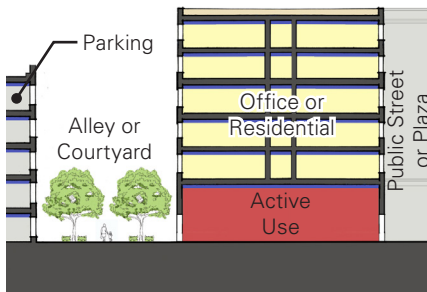 Parking
Alley or
Courtyard
Office or
Residential
Active
Use
Public Street
or Plaza